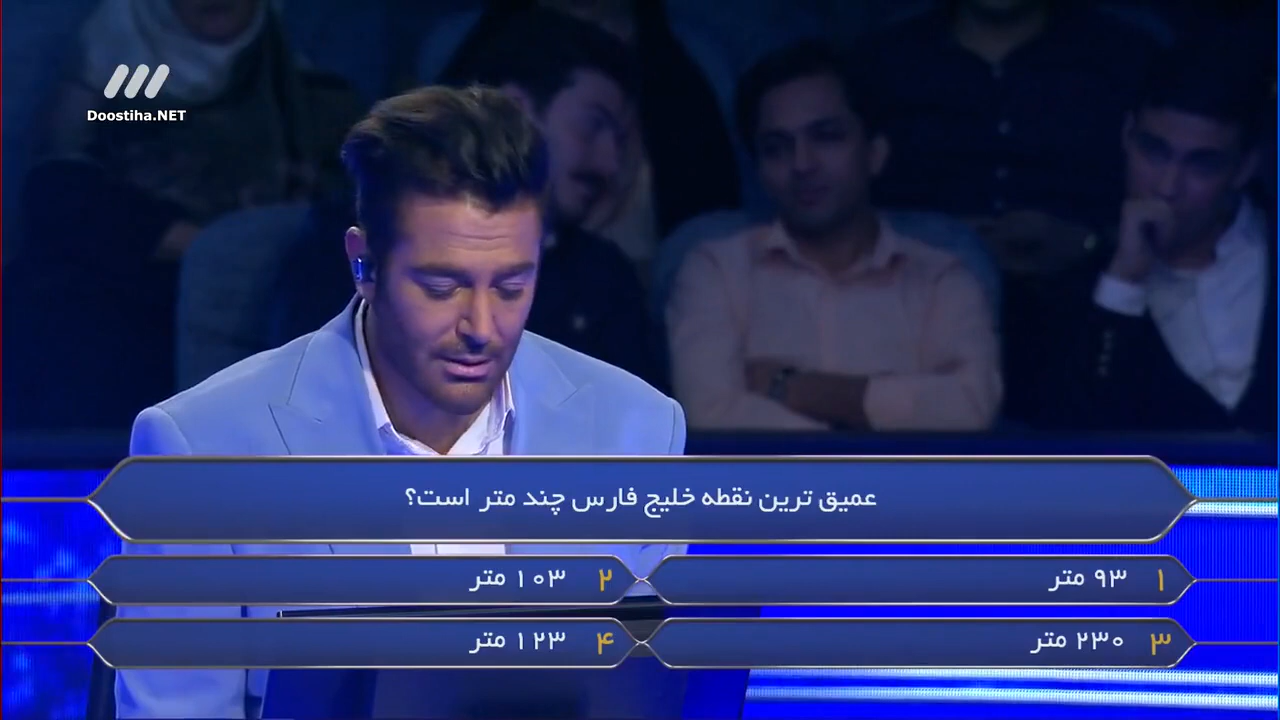 Doostiha.NET
عمیق ترین نقطه خلیج فارس چند متر است؟
۱ ۹۳ متر
۲ ۱۰۳ متر
۳ ۲۳۰ متر
۴ ۱۲۳ متر